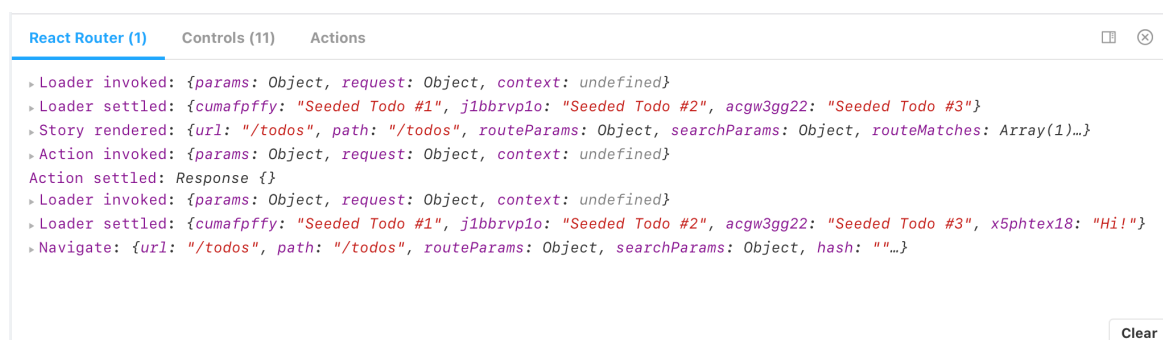 React Router (1) Controls (11) Actions
Loader invoked: {params: Object, request: Object, context: undefined}
Loader settled: {cumafpffy: "Seeded Todo #1", j1bbrvp1o: "Seeded Todo #2", acgw3gg22: "Seeded Todo #3"}
Story rendered: {url: "/todos", path: "/todos", routeParams: Object, searchParams: Object, routeMatches: Array(1)…}
Action invoked: {params: Object, request: Object, context: undefined}
Action settled: Response {}
Loader invoked: {params: Object, request: Object, context: undefined}
Loader settled: {cumafpffy: "Seeded Todo #1", j1bbrvp1o: "Seeded Todo #2", acgw3gg22: "Seeded Todo #3", x5phtex18: "Hi!"}
Navigate: {url: "/todos", path: "/todos", routeParams: Object, searchParams: Object, hash: ""…}
Clear